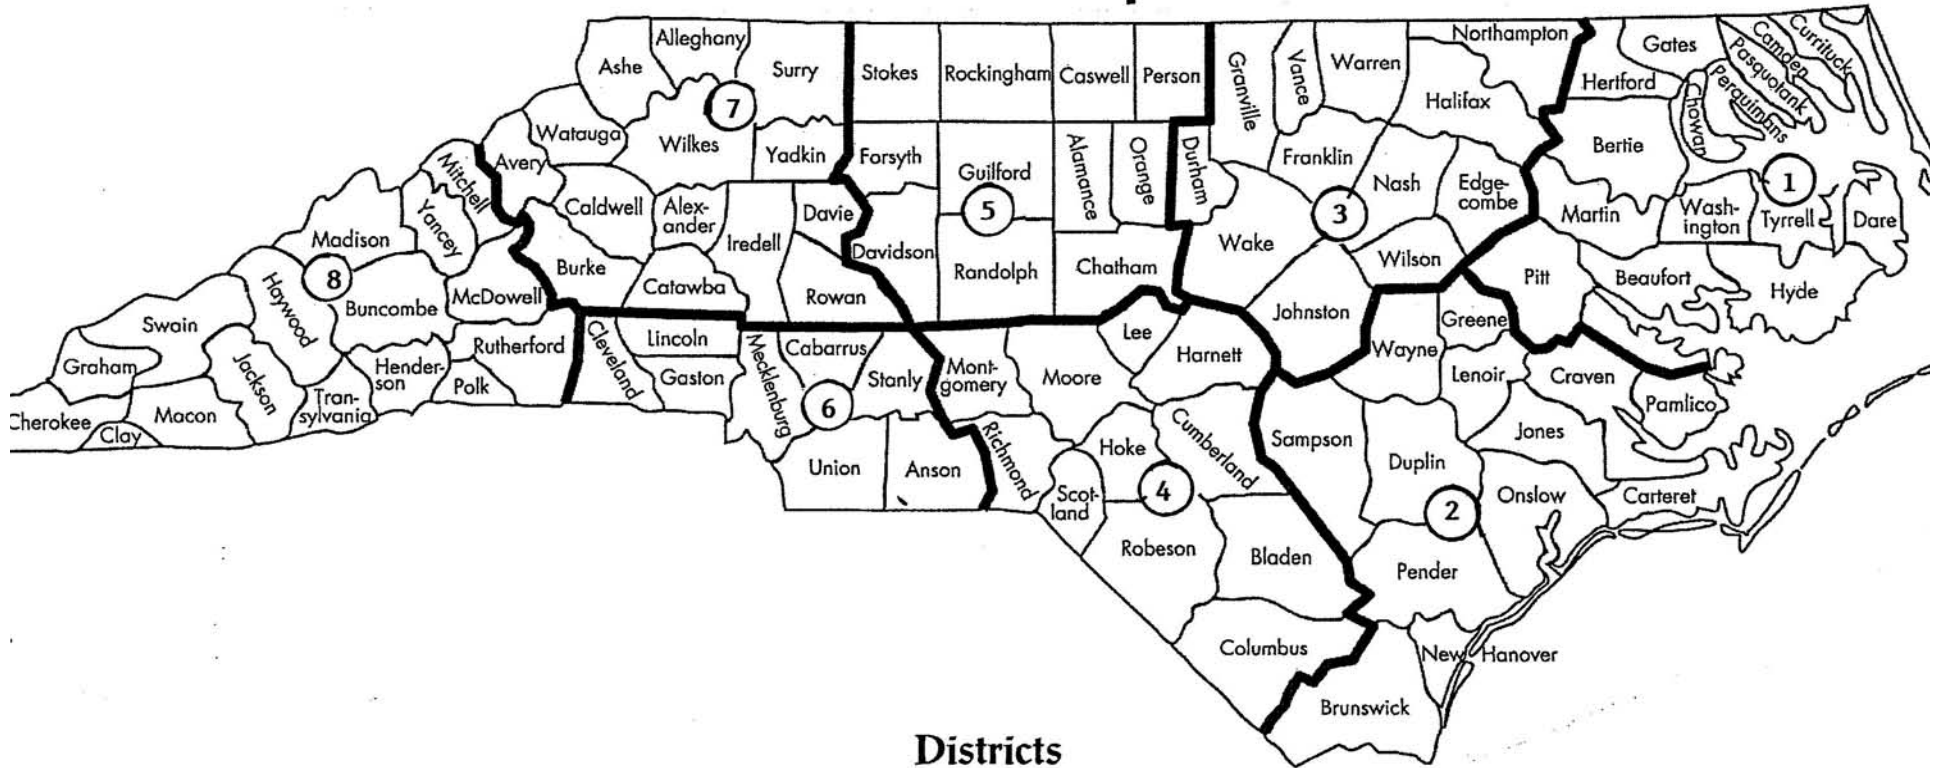 Alleghany
Ashe
Surry
Stokes
Rockingham
Caswell
Person
Granville
Vance
Warren
Northampton
Halifax
Gates
Hertford
Camden
Currituck
Pasquotank
Perquimans
Chowan
7
Watauga
Wilkes
Yadkin
Forsyth
Guilford
Alamance
Orange
Durham
Franklin
Nash
Edge-
combe
Bertie
Martin
Wash-
ington
1
Tyrrell
Dare
Mitchell
Avery
Caldwell
Alex-
ander
Iredell
Davie
Davidson
5
Randolph
Chatham
Wake
3
Wilson
Pitt
Beaufort
Hyde
Madison
Yancey
8
Haywood
Buncombe
McDowell
Burke
Catawba
Rowan
Johnston
Greene
Wayne
Swain
Graham
Jackson
Hender-
son
Rutherford
Polk
Cleveland
Lincoln
Gaston
Mecklenburg
Cabarrus
Stanly
Mont-
gomery
Moore
Lee
Harnett
Lenoir
Craven
Pamlico
Cherokee
Clay
Macon
Tran-
sylvania
6
Union
Anson
Richmond
Hoke
Scot-
land
Cumberland
4
Sampson
Duplin
Jones
2
Onslow
Carteret
Robeson
Bladen
Pender
Columbus
New Hanover
Brunswick
Districts